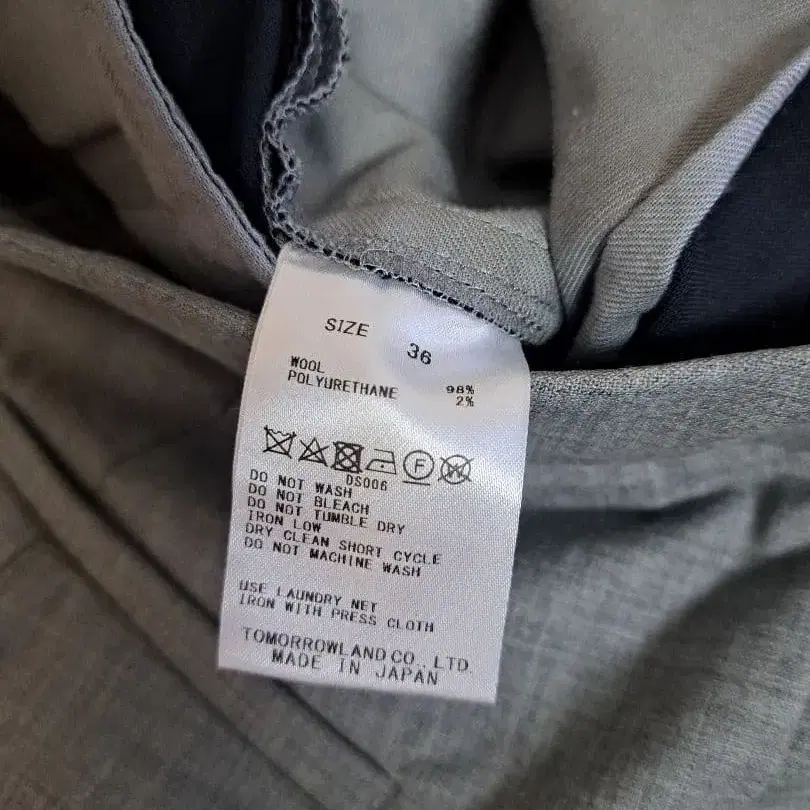 SIZE 36
WOOL 98%
POLYURETHANE 2%
F W
DS006
DO NOT WASH
DO NOT BLEACH
DO NOT TUMBLE DRY
IRON LOW
DRY CLEAN SHORT CYCLE
DO NOT MACHINE WASH
USE LAUNDRY NET
IRON WITH PRESS CLOTH
TOMORROWLAND CO., LTD.
MADE IN JAPAN